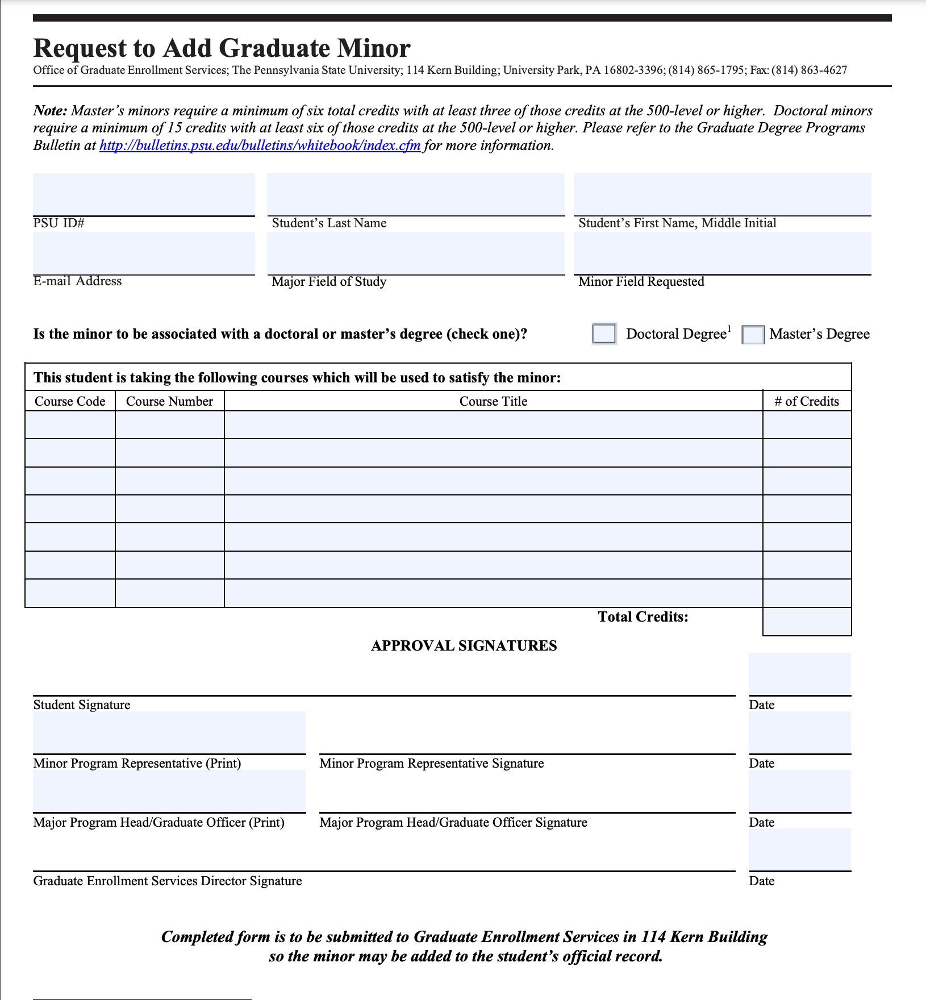 Request to Add Graduate Minor
Office of Graduate Enrollment Services; The Pennsylvania State University; 114 Kern Building; University Park, PA 16802-3396; (814) 865-1795; Fax: (814) 863-4627
Note: Master’s minors require a minimum of six total credits with at least three of those credits at the 500-level or higher.  Doctoral minors
require a minimum of 15 credits with at least six of those credits at the 500-level or higher. Please refer to the Graduate Degree Programs
Bulletin at http://bulletins.psu.edu/bulletins/whitebook/index.cfm for more information.
PSU ID# Student’s Last Name Student’s First Name, Middle Initial
E-mail Address Major Field of Study Minor Field Requested
Is the minor to be associated with a doctoral or master’s degree (check one)? Doctoral Degree¹ Master’s Degree
This student is taking the following courses which will be used to satisfy the minor:
Course Code Course Number Course Title # of Credits
Total Credits:
APPROVAL SIGNATURES
Student Signature Date
Minor Program Representative (Print) Minor Program Representative Signature Date
Major Program Head/Graduate Officer (Print) Major Program Head/Graduate Officer Signature Date
Graduate Enrollment Services Director Signature Date
Completed form is to be submitted to Graduate Enrollment Services in 114 Kern Building
so the minor may be added to the student’s official record.